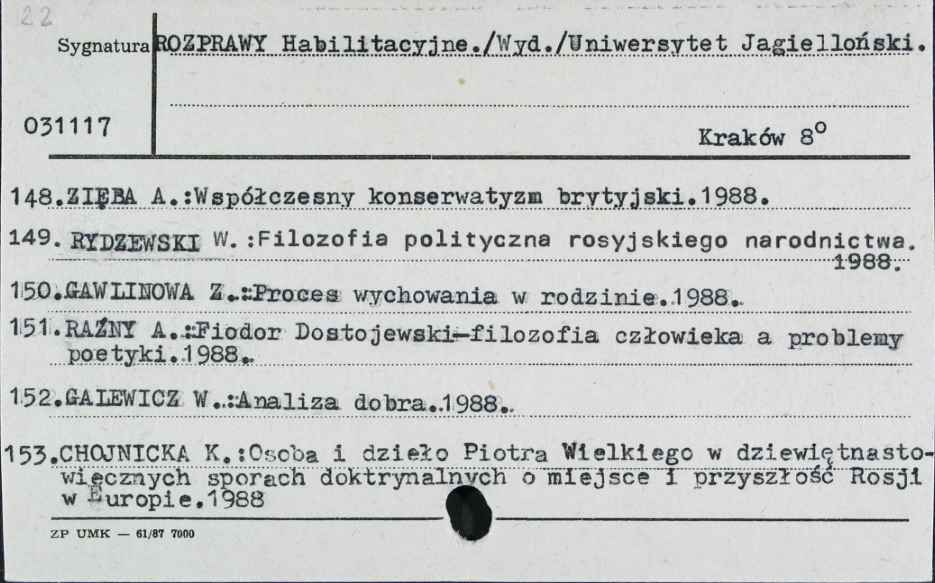 22
Sygnatura ROZPRAWY Habilitacyjne./Wyd./Uniwersytet Jagielloński.
031117
Kraków 8°
148.ZIĘBA A.:Współczesny konserwatyzm brytyjski.1988.
149. RYDZEWSKI W.:Filozofia polityczna rosyjskiego narodnictwa.
1988.
150.GAWLINOWA Z.:Proces wychowania w rodzinie.1988.
151.RAŹNY A.:Fiodor Dostojewski-filozofia człowieka a problemy
poetyki.1988.
152.GALEWICZ W.:Analiza dobra.1988.
153.CHOJNICKA K.:Osoba i dzieło Piotra Wielkiego w dziewiętnasto-
więcznych sporach doktrynalnych o miejsce i przyszłość Rosji
w Europie.1988
ZP UMK — 61/87 7000